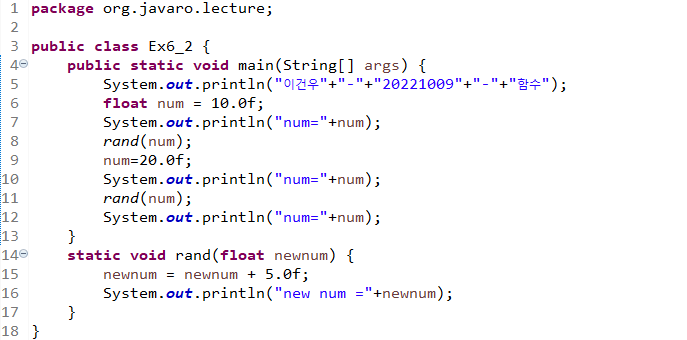 1 package org.javaro.lecture;
2
3 public class Ex6_2 {
4 public static void main(String[] args) {
5 System.out.println("이건우"+"-"+"20221009"+"-"+"함수");
6 float num = 10.0f;
7 System.out.println("num="+num);
8 rand(num);
9 num=20.0f;
10 System.out.println("num="+num);
11 rand(num);
12 System.out.println("num="+num);
13 }
14 static void rand(float newnum) {
15 newnum = newnum + 5.0f;
16 System.out.println("new num ="+newnum);
17 }
18 }